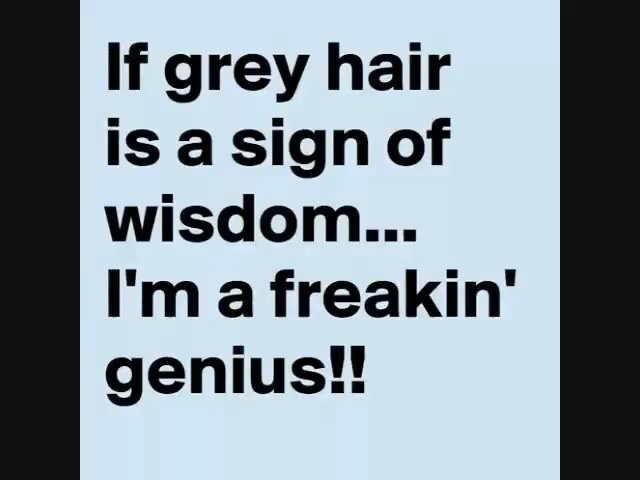 If grey hair
is a sign of
wisdom...
I'm a freakin'
genius!!